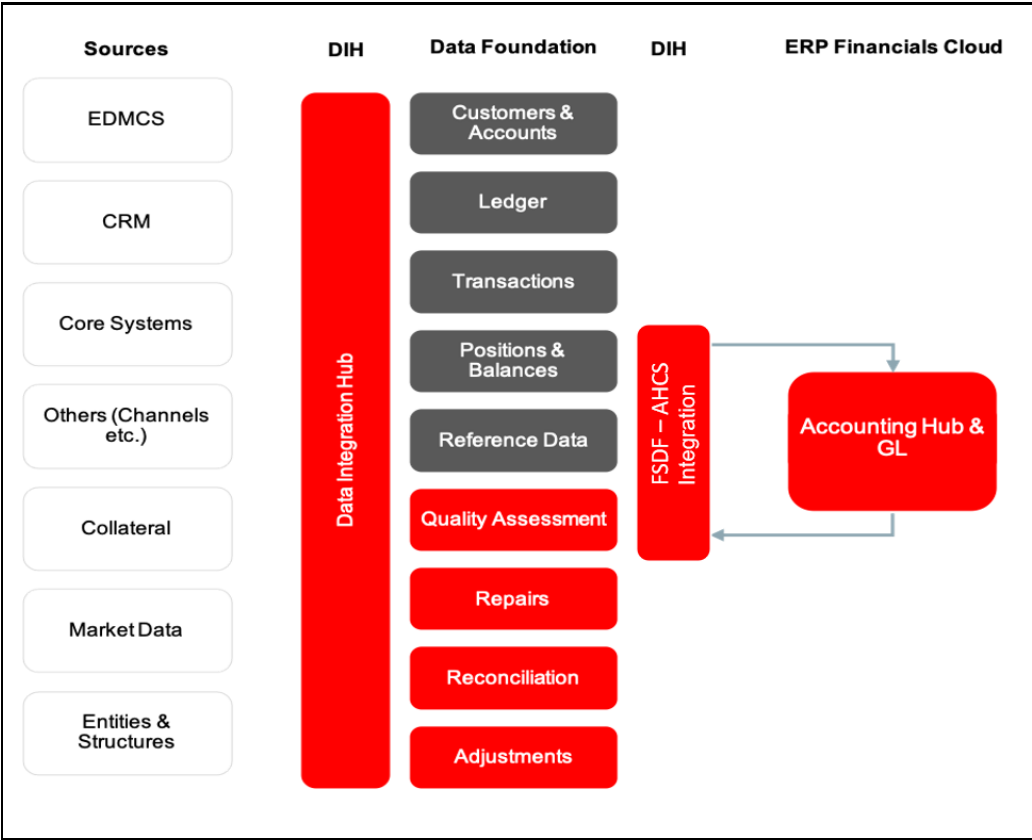 Sources
DIH
Data Foundation
DIH
ERP Financials Cloud
EDMCS
CRM
Core Systems
Others (Channels
etc.)
Collateral
Market Data
Entities &
Structures
Data Integration Hub
Customers &
Accounts
Ledger
Transactions
Positions &
Balances
Reference Data
Quality Assessment
Repairs
Reconciliation
Adjustments
FSDF – AHCS
Integration
Accounting Hub &
GL